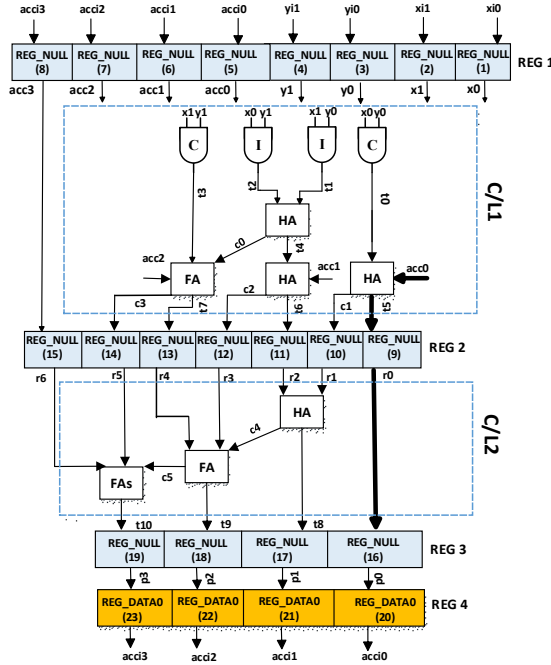 acci3 acci2 acci1 acci0 yi1 yi0 xi1 xi0
REG_NULL (8) REG_NULL (7) REG_NULL (6) REG_NULL (5) REG_NULL (4) REG_NULL (3) REG_NULL (2) REG_NULL (1) REG 1
acc3 acc2 acc1 acc0 y1 y0 x1 x0
x1 y1 x0 y1 x1 y0 x0y0
C I I C
t3 t2 t1 t0
C/L1
HA
c0 t4
acc2 FA HA acc1 HA acc0
c3 t7 c2 t6 c1 t5
REG_NULL (15) REG_NULL (14) REG_NULL (13) REG_NULL (12) REG_NULL (11) REG_NULL (10) REG_NULL (9) REG 2
r6 r5 r4 r3 r2 r1 r0
HA
c4
C/L2
FA
c5
FAs
t10 t9 t8
REG_NULL (19) REG_NULL (18) REG_NULL (17) REG_NULL (16) REG 3
p3 p2 p1 p0
REG_DATA0 (23) REG_DATA0 (22) REG_DATA0 (21) REG_DATA0 (20) REG 4
acci3 acci2 acci1 acci0